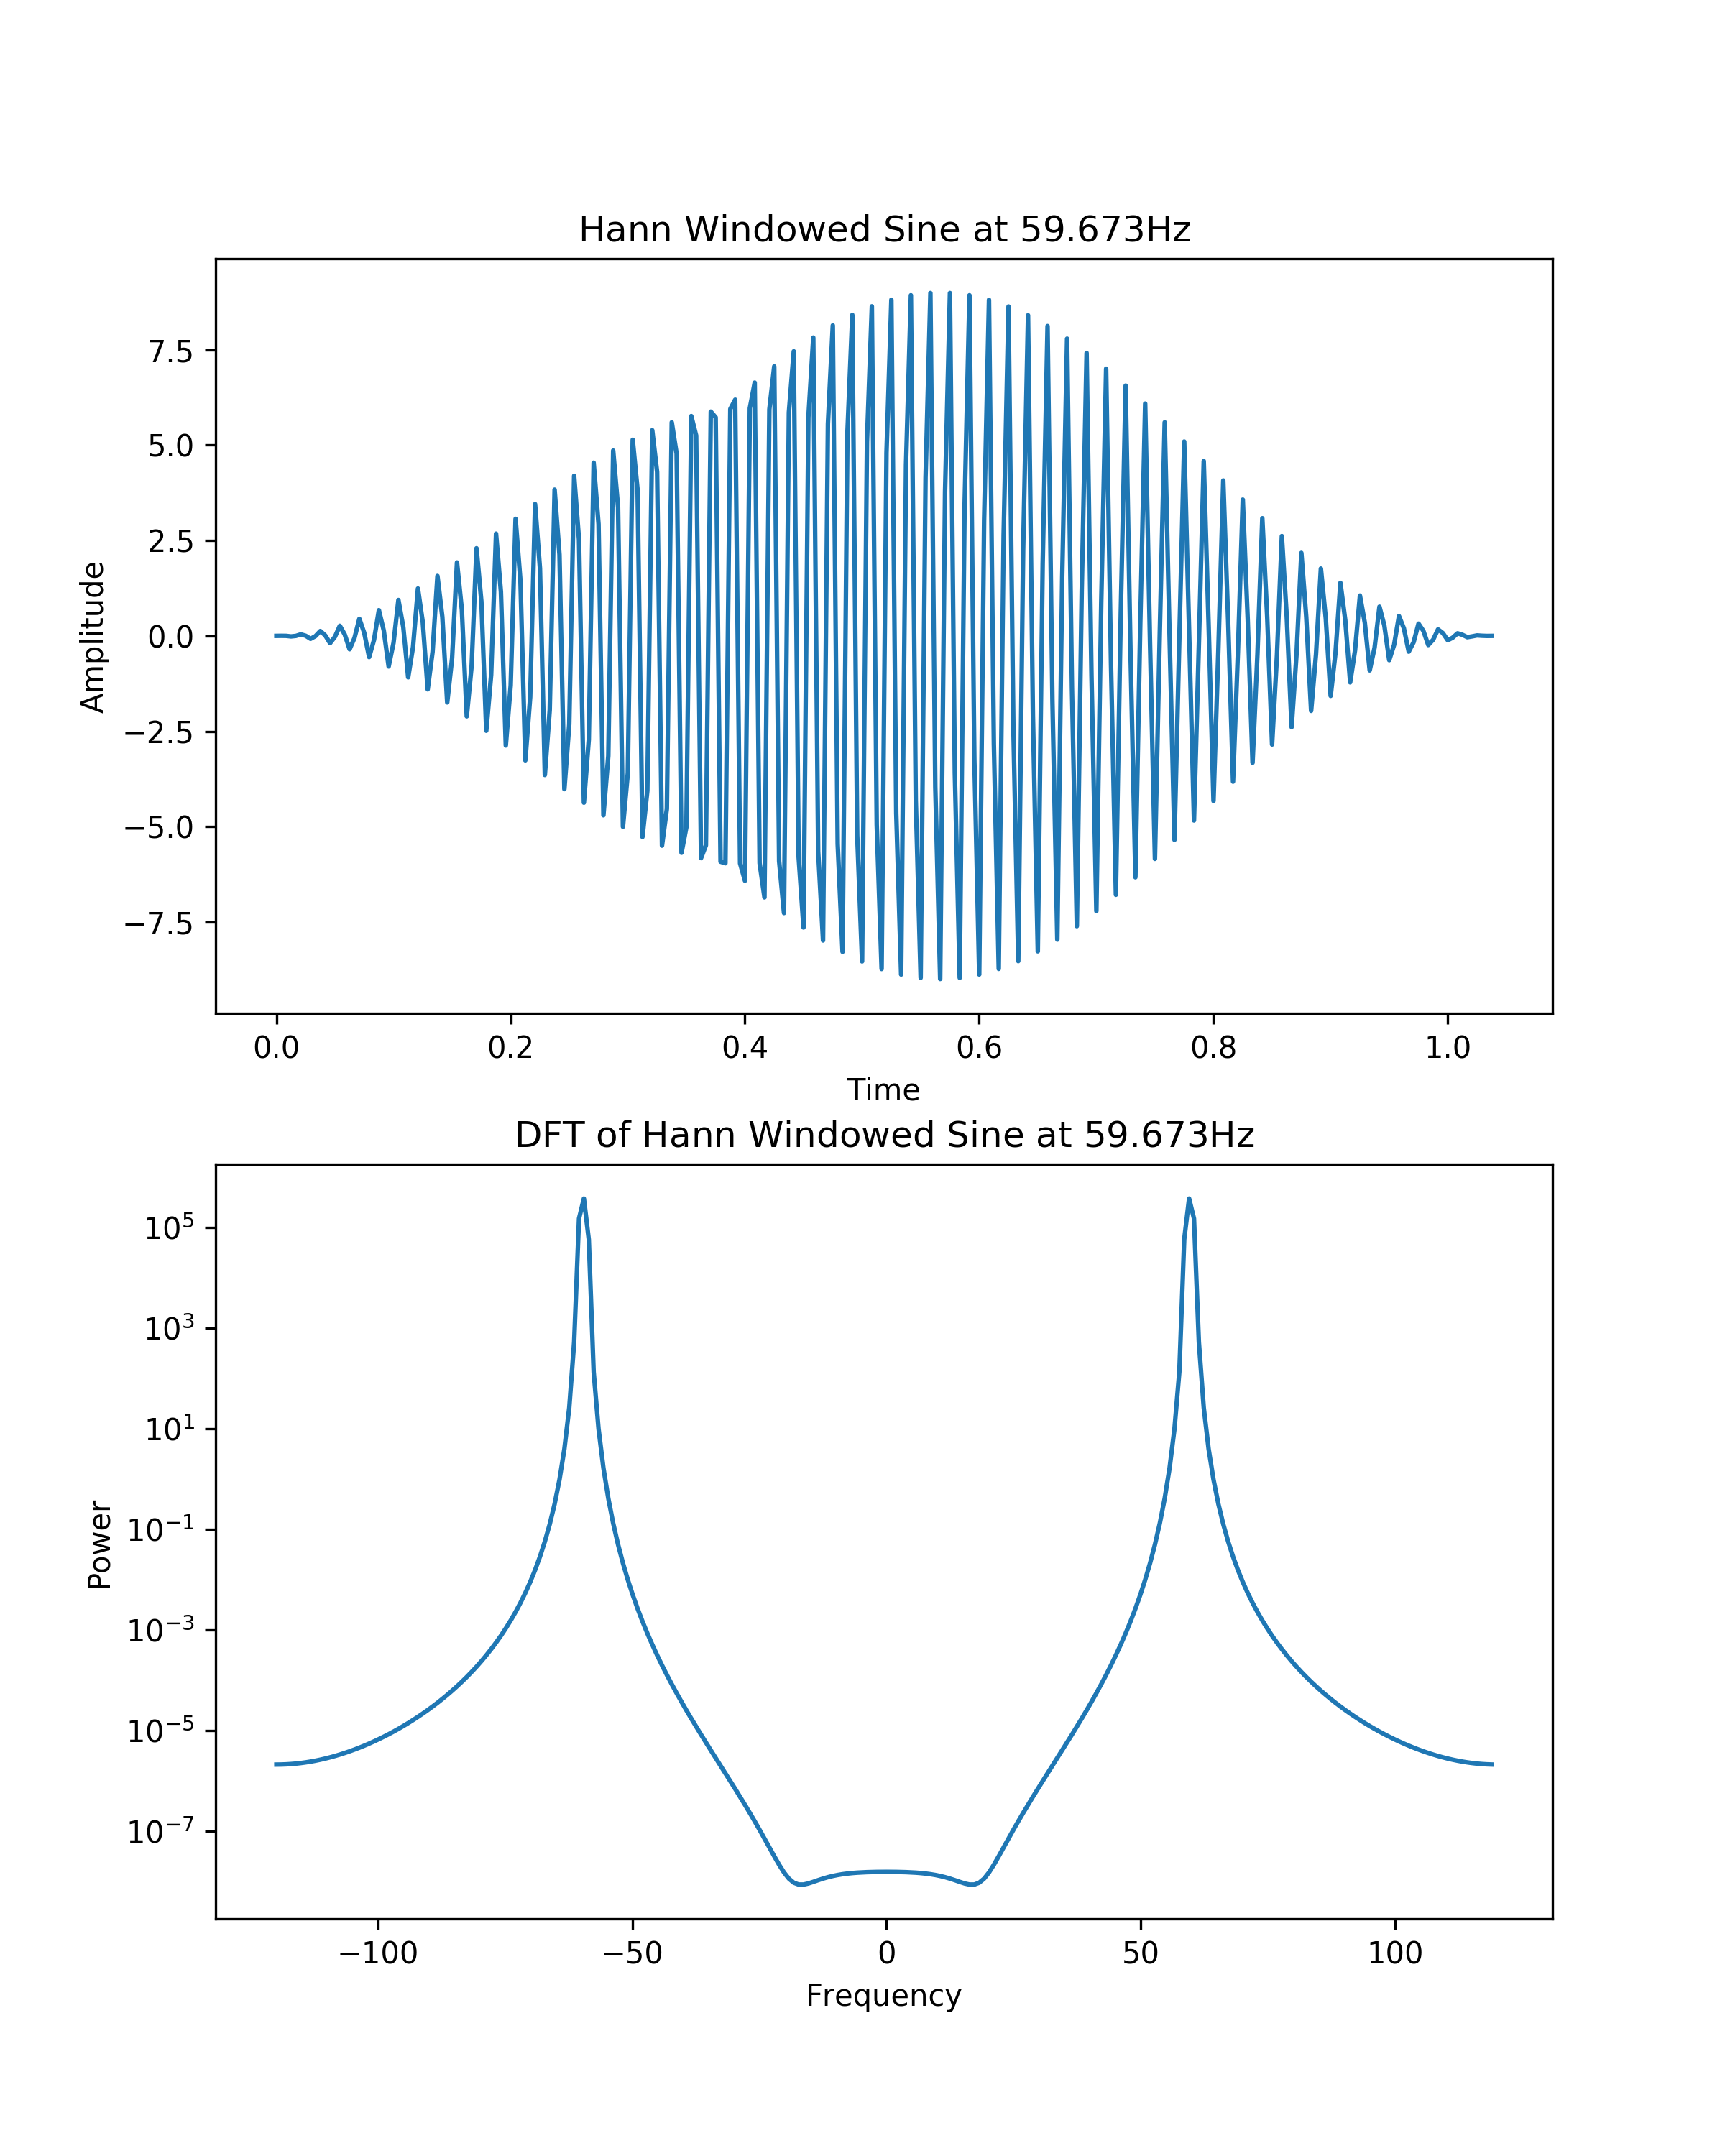 Hann Windowed Sine at 59.673Hz
Amplitude
7.5
5.0
2.5
0.0
−2.5
−5.0
−7.5
0.0 0.2 0.4 0.6 0.8 1.0
Time
DFT of Hann Windowed Sine at 59.673Hz
Power
10⁵
10³
10¹
10⁻¹
10⁻³
10⁻⁵
10⁻⁷
−100 −50 0 50 100
Frequency